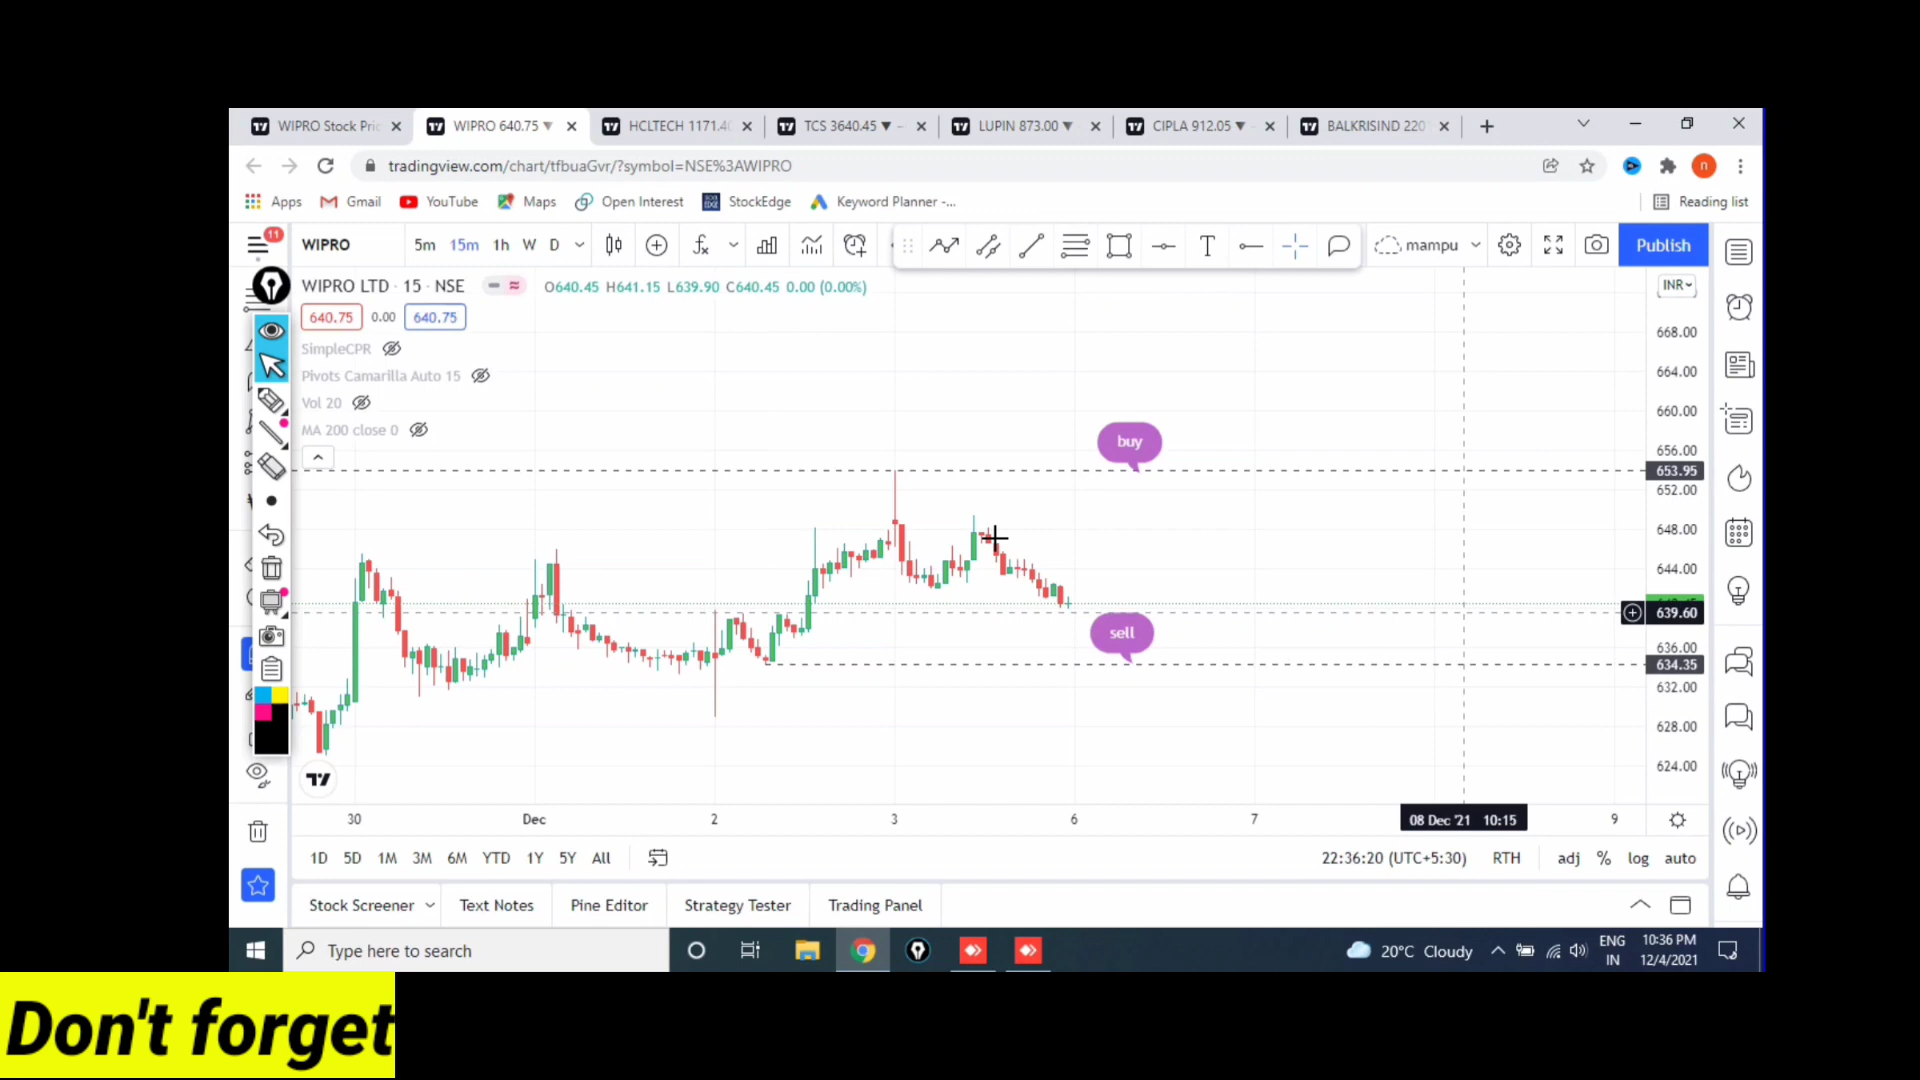 WIPRO Stock Pric
WIPRO 640.75 ▼
HCLTECH 1171.40
TCS 3640.45 ▼ –
LUPIN 873.00 ▼
CIPLA 912.05 ▼
BALKRISIND 220
tradingview.com/chart/tfbuaGvr/?symbol=NSE%3AWIPRO
n
Apps
Gmail
YouTube
Maps
Open Interest
StockEdge
Keyword Planner -...
Reading list
11
WIPRO
5m 15m 1h W D
mampu
Publish
WIPRO LTD · 15 · NSE
O640.45 H641.15 L639.90 C640.45 0.00 (0.00%)
INR
640.75 0.00 640.75
SimpleCPR
Pivots Camarilla Auto 15
Vol 20
MA 200 close 0
668.00
664.00
660.00
656.00
653.95
652.00
648.00
644.00
639.60
636.00
634.35
632.00
628.00
624.00
buy
sell
30 Dec 2 3 6 7 08 Dec '21 10:15 9
1D 5D 1M 3M 6M YTD 1Y 5Y All
22:36:20 (UTC+5:30) RTH adj % log auto
Stock Screener Text Notes Pine Editor Strategy Tester Trading Panel
Type here to search
20°C Cloudy
ENG
IN
10:36 PM
12/4/2021
Don't forget